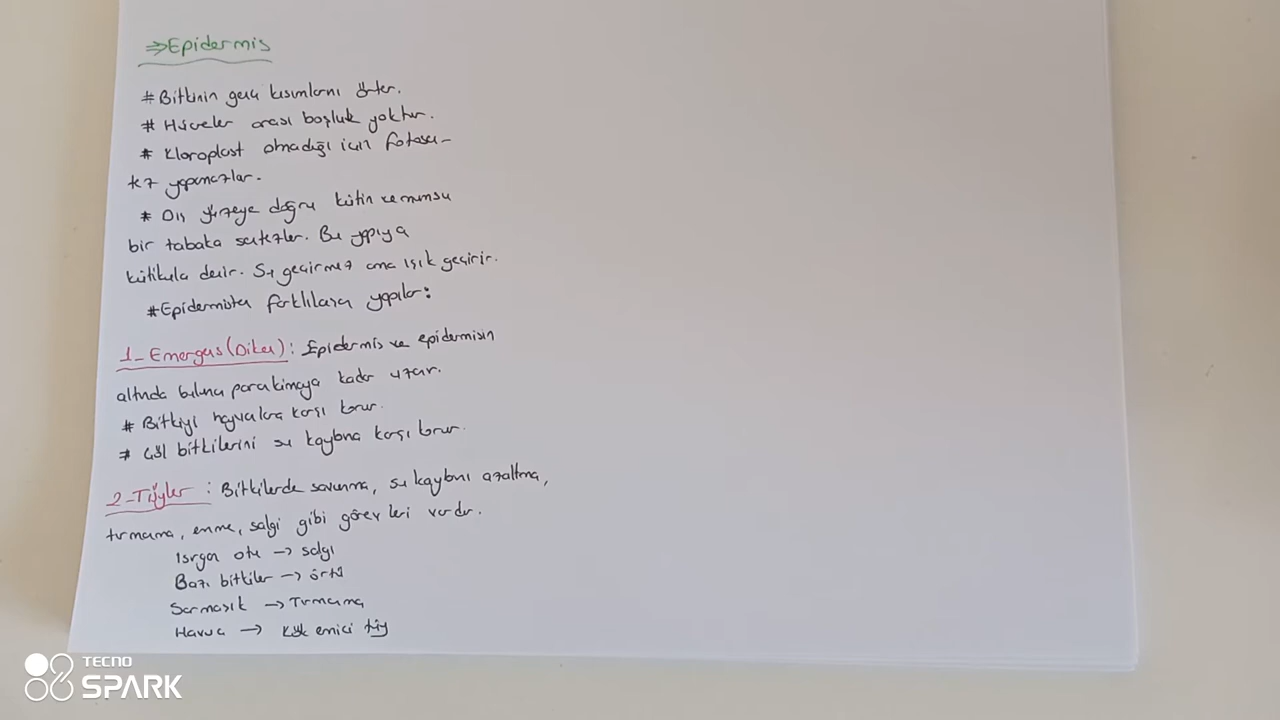 ⇒Epidermis
# Bitkinin genç kısımlarını örter.
# Hücreler arası boşluk yoktur.
* Kloroplast olmadığı için fotosen-
tez yapamazlar.
* Dış yüzeye doğru kütin ve mumsu
bir tabaka sentezler. Bu yapıya
kütikula denir. Su geçirmez ama ışık geçirir.
# Epidermisten farklılaşan yapılar:
1- Emergens (Diken): Epidermis ve epidermisin
altında bulunan parankimaya kadar uzanır.
# Bitkiyi hayvanlara karşı korur.
# Çöl bitkilerini su kaybına karşı korur.
2-Tüyler : Bitkilerde savunma, su kaybını azaltma,
tırmanma, emme, salgı gibi görevleri vardır.
Isırgan otu → salgı
Bazı bitkiler → örtü
Sarmaşık → Tırmanma
Havuç → Kök emici tüy
TECNO
SPARK